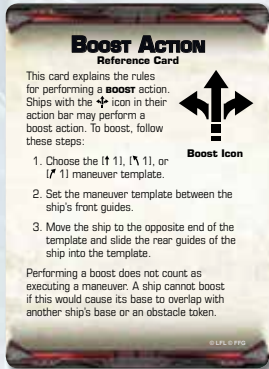 BOOST ACTION
Reference Card
This card explains the rules
for performing a BOOST action.
Ships with the icon in their
action bar may perform a
boost action. To boost, follow
these steps:
Boost Icon
1. Choose the [⬆ 1], [↖ 1], or
[↗ 1] maneuver template.
2. Set the maneuver template between the
ship's front guides.
3. Move the ship to the opposite end of the
template and slide the rear guides of the
ship into the template.
Performing a boost does not count as
executing a maneuver. A ship cannot boost
if this would cause its base to overlap with
another ship's base or an obstacle token.
© LFL © FFG